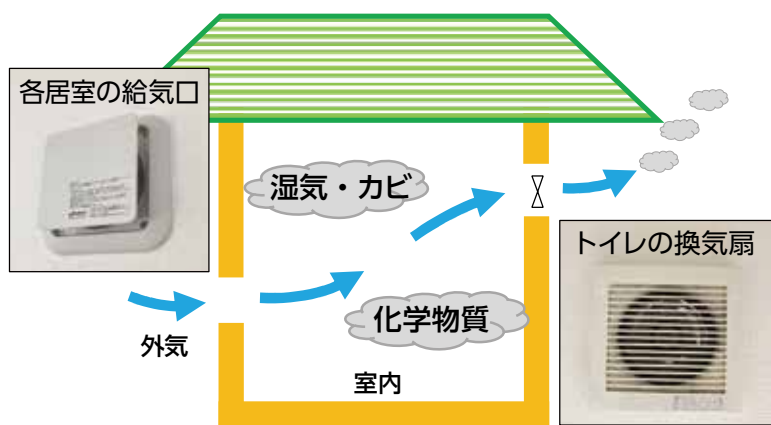 各居室の給気口
湿気・カビ
トイレの換気扇
化学物質
外気
室内